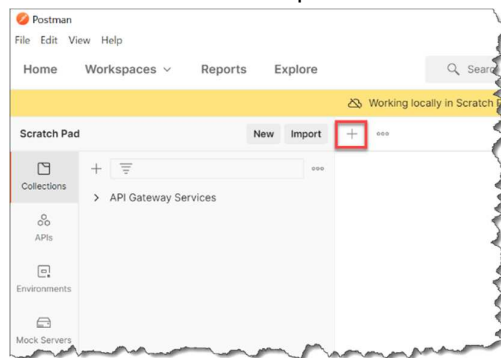 Postman
File Edit View Help
Home Workspaces Reports Explore
Working locally in Scratch
Scratch Pad New Import
Collections
API Gateway Services
APIs
Environments
Mock Servers